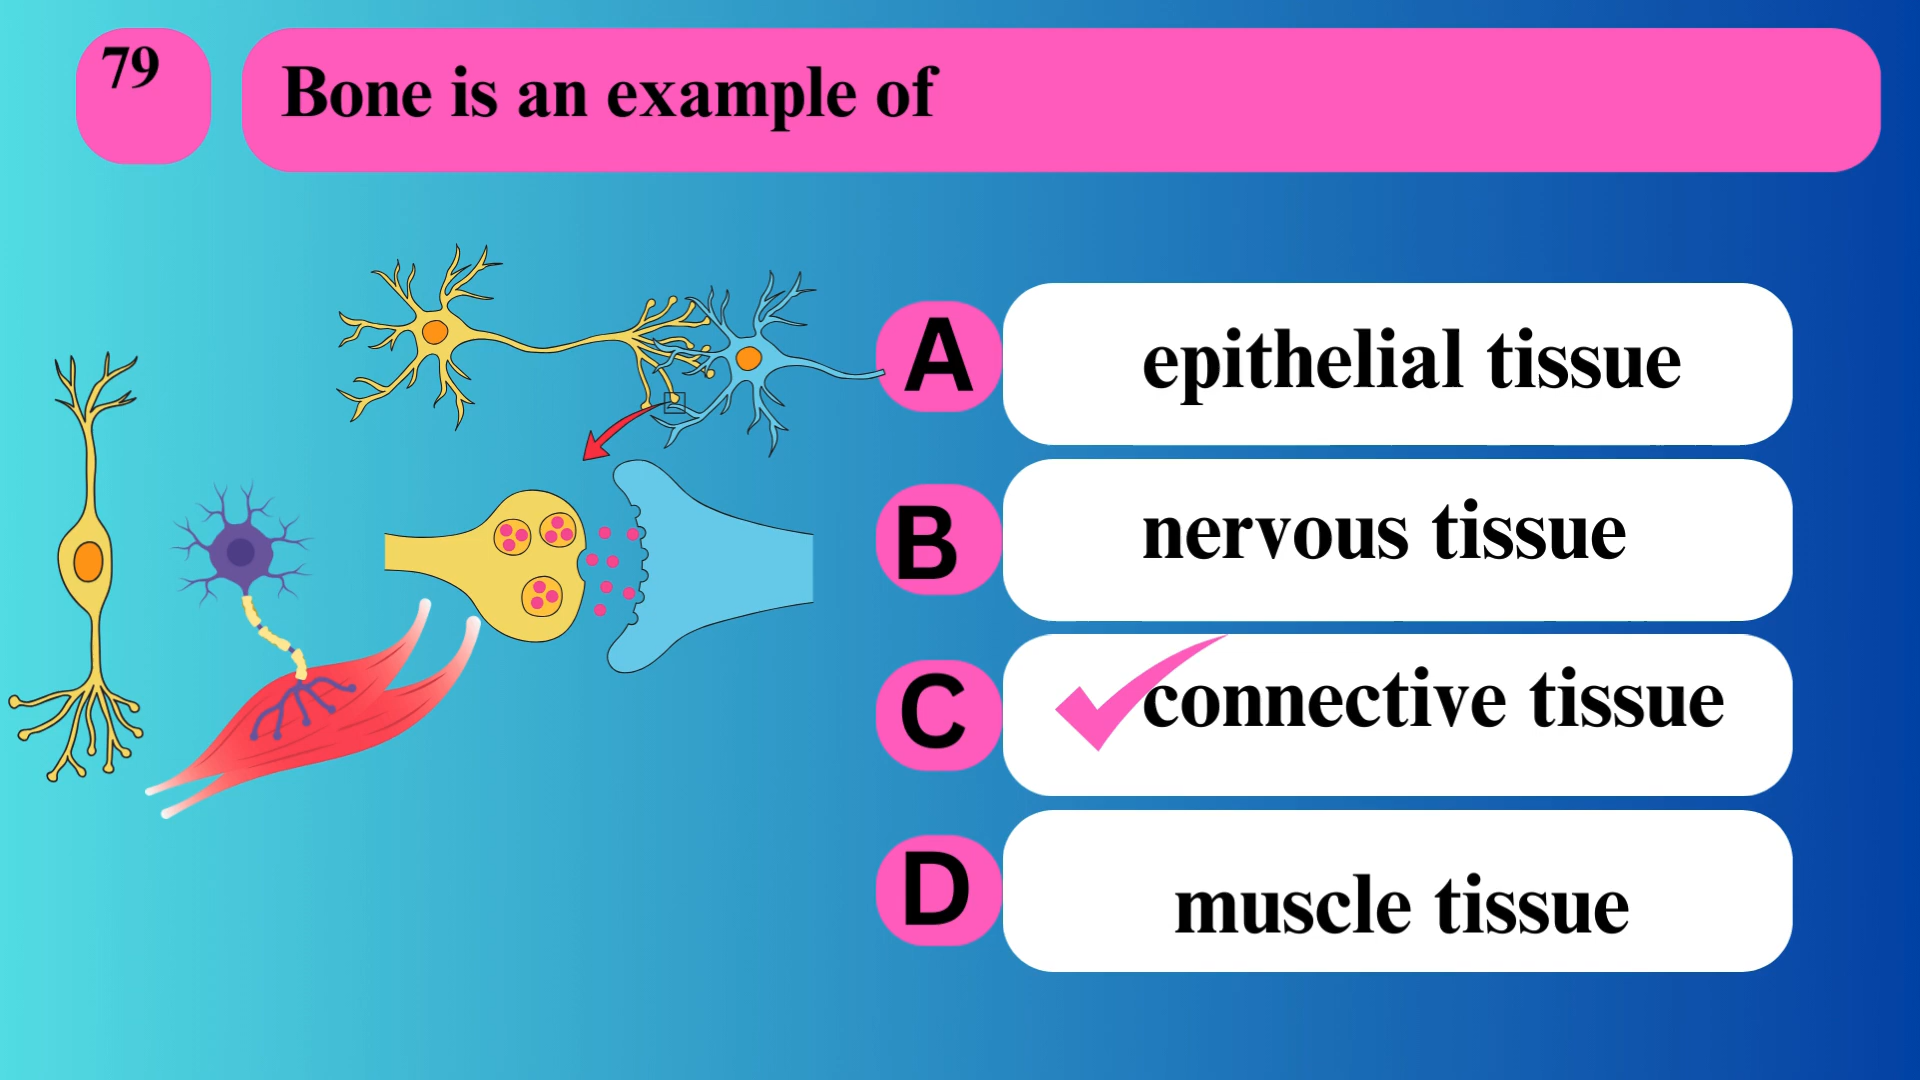 79
Bone is an example of
A
epithelial tissue
B
nervous tissue
C
connective tissue
D
muscle tissue